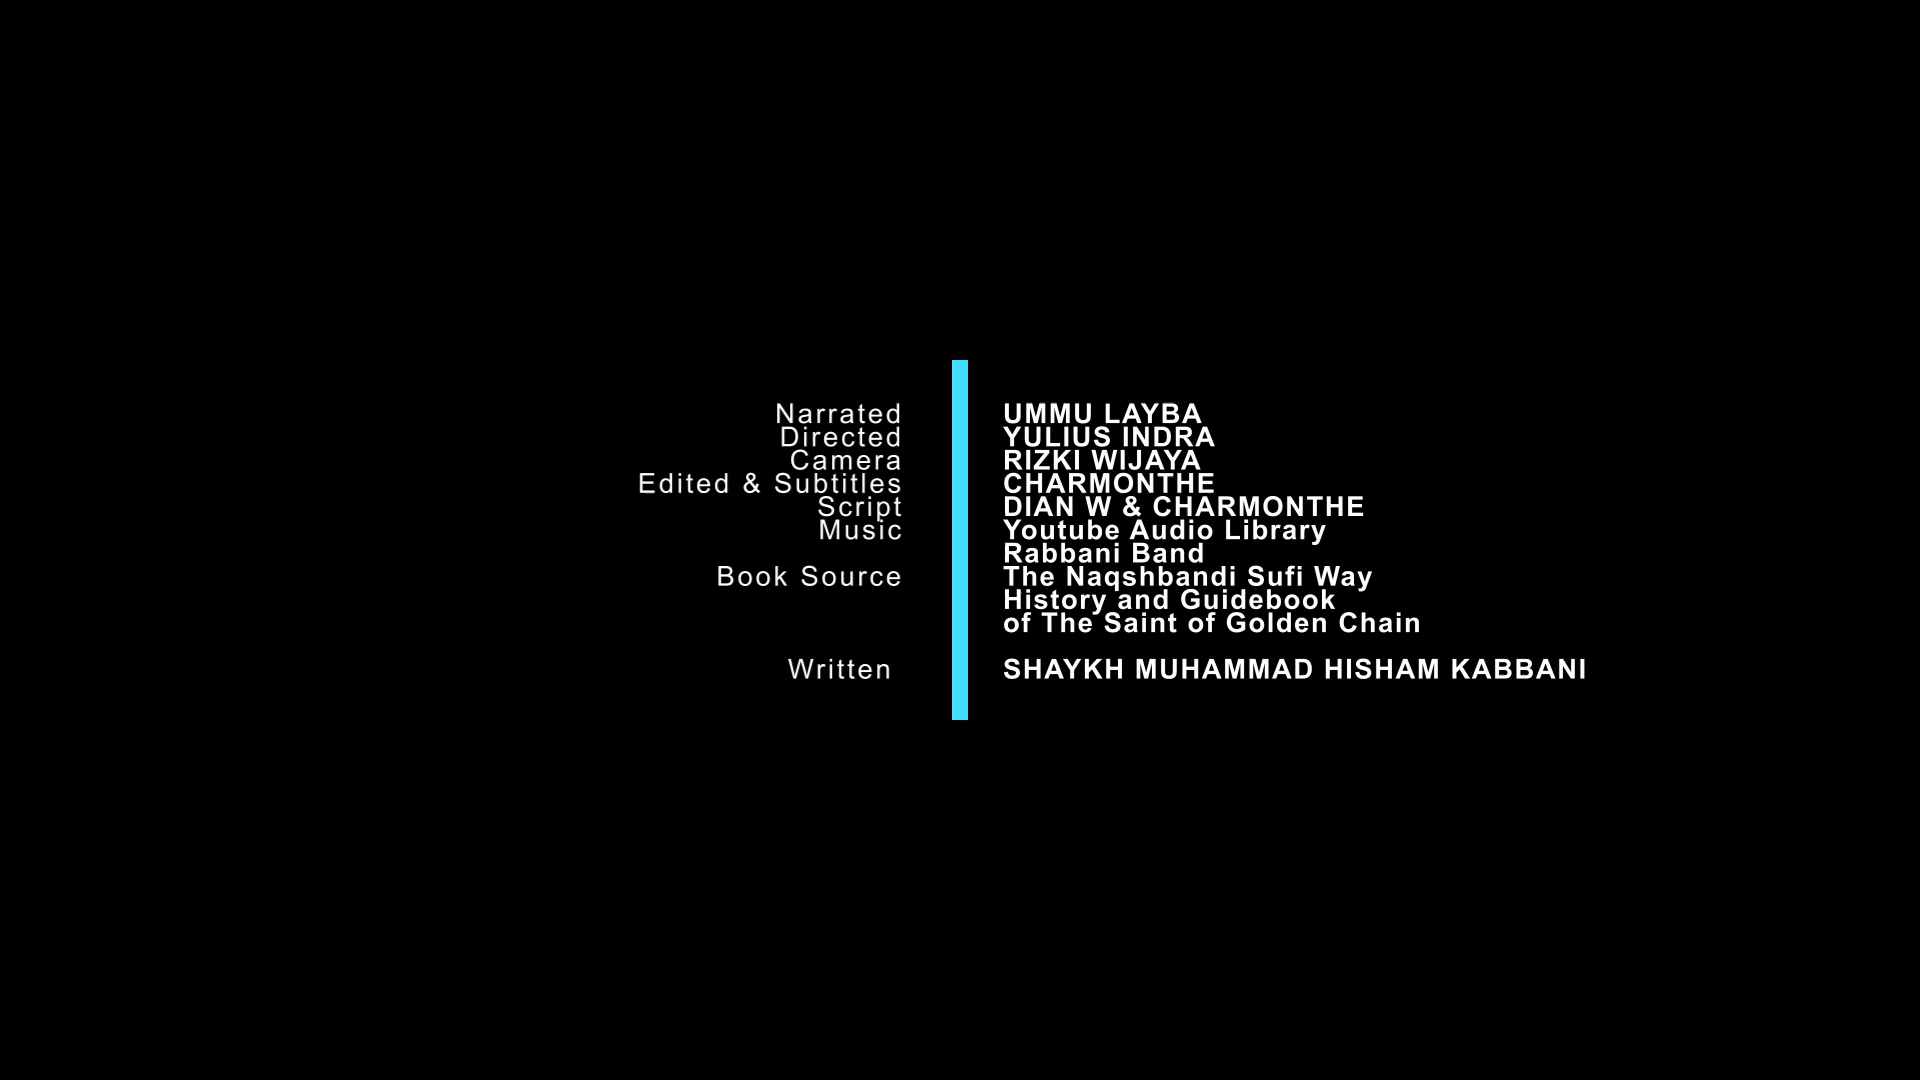 Narrated UMMU LAYBA
Directed YULIUS INDRA
Camera RIZKI WIJAYA
Edited & Subtitles CHARMONTHE
Script DIAN W & CHARMONTHE
Music Youtube Audio Library
Rabbani Band
Book Source The Naqshbandi Sufi Way
History and Guidebook
of The Saint of Golden Chain
Written SHAYKH MUHAMMAD HISHAM KABBANI